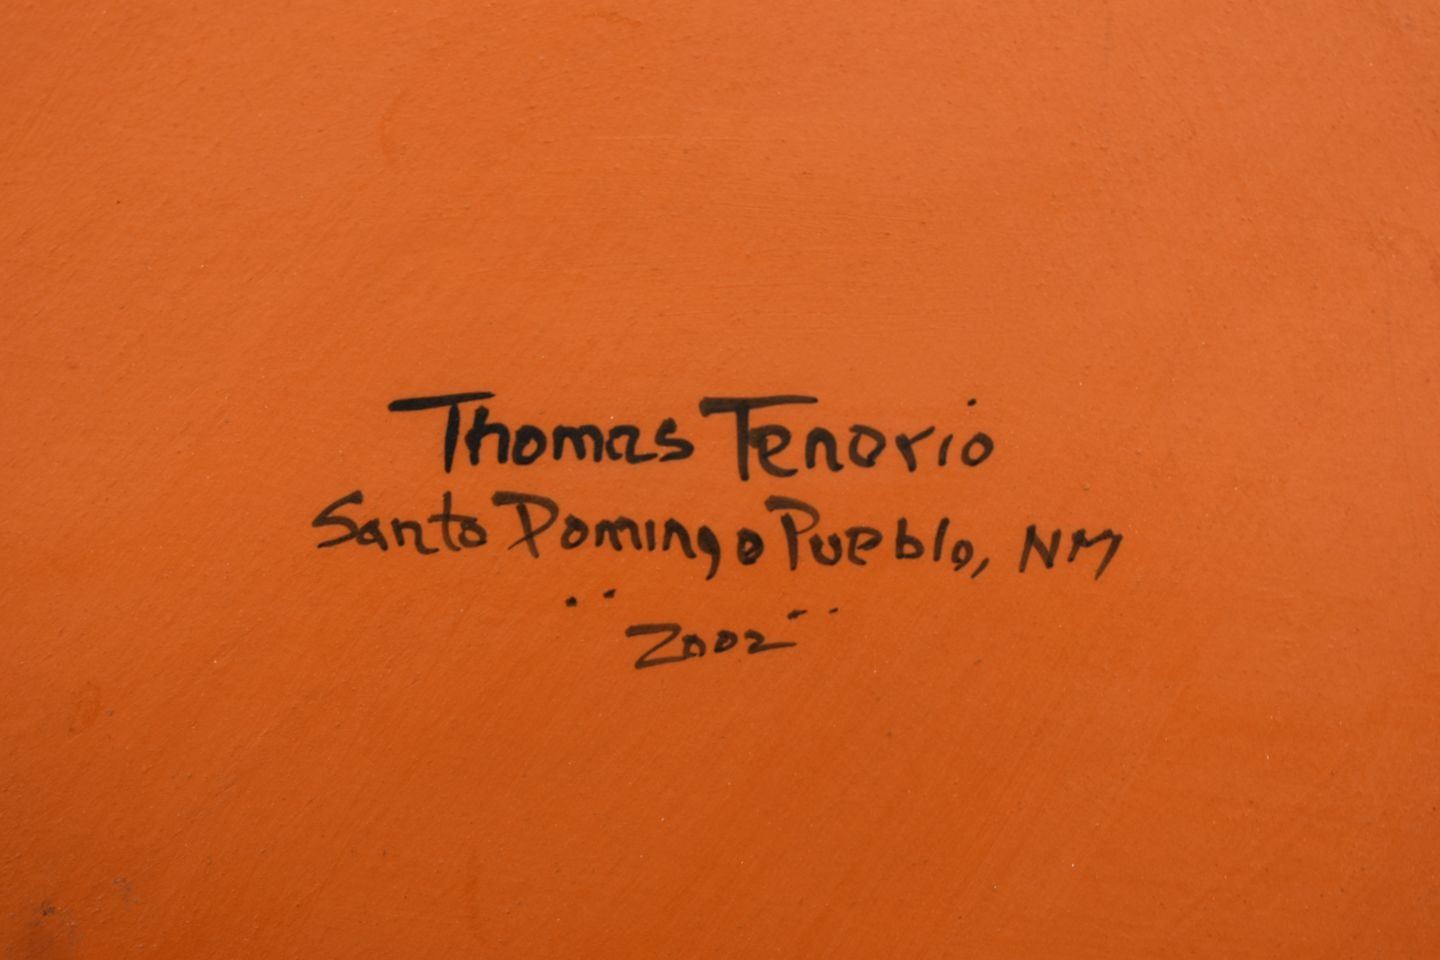 Thomas Tenorio
Santo Domingo Pueblo, NM
"2002"